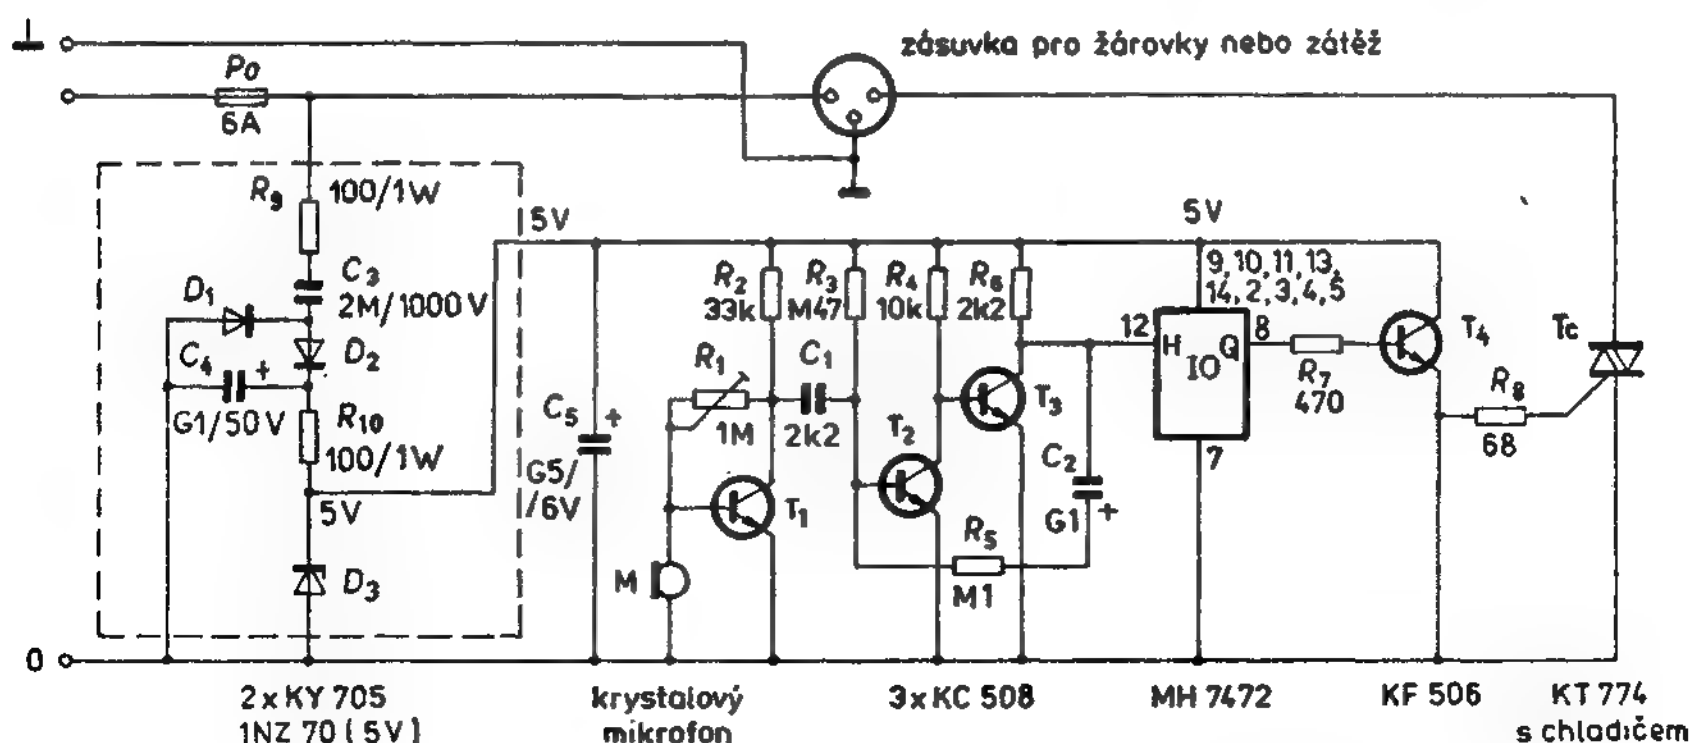 zásuvka pro žárovky nebo zátěž
Po
6A
R9
100/1W
5V
5V
C3
2M/1000V
D1
D2
C4
+
G1/50V
R10
100/1W
5V
D3
C5
+
G5/
/6V
R2
33k
R3
M47
R4
10k
R6
2k2
R1
1M
C1
2k2
T1
T2
T3
M
R5
M1
C2
G1
+
9,10,11,13,
14,2,3,4,5
12
H
IO
Q
8
7
R7
470
T4
Tc
R8
68
0
2xKY 705
1NZ 70 (5V)
krystalový
mikrofon
3xKC 508
MH 7472
KF 506
KT 774
s chladičem